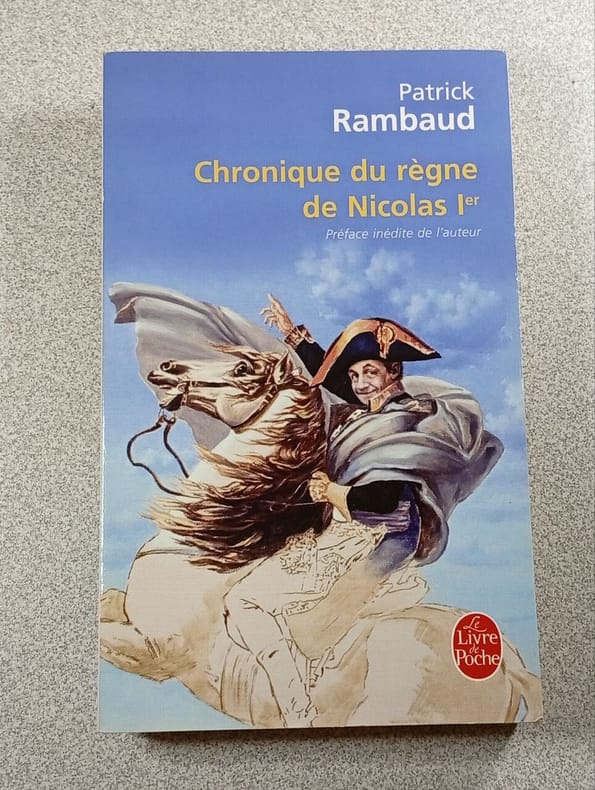 Patrick
Rambaud
Chronique du règne
de Nicolas Ier
Préface inédite de l'auteur
Le
Livre
de
Poche